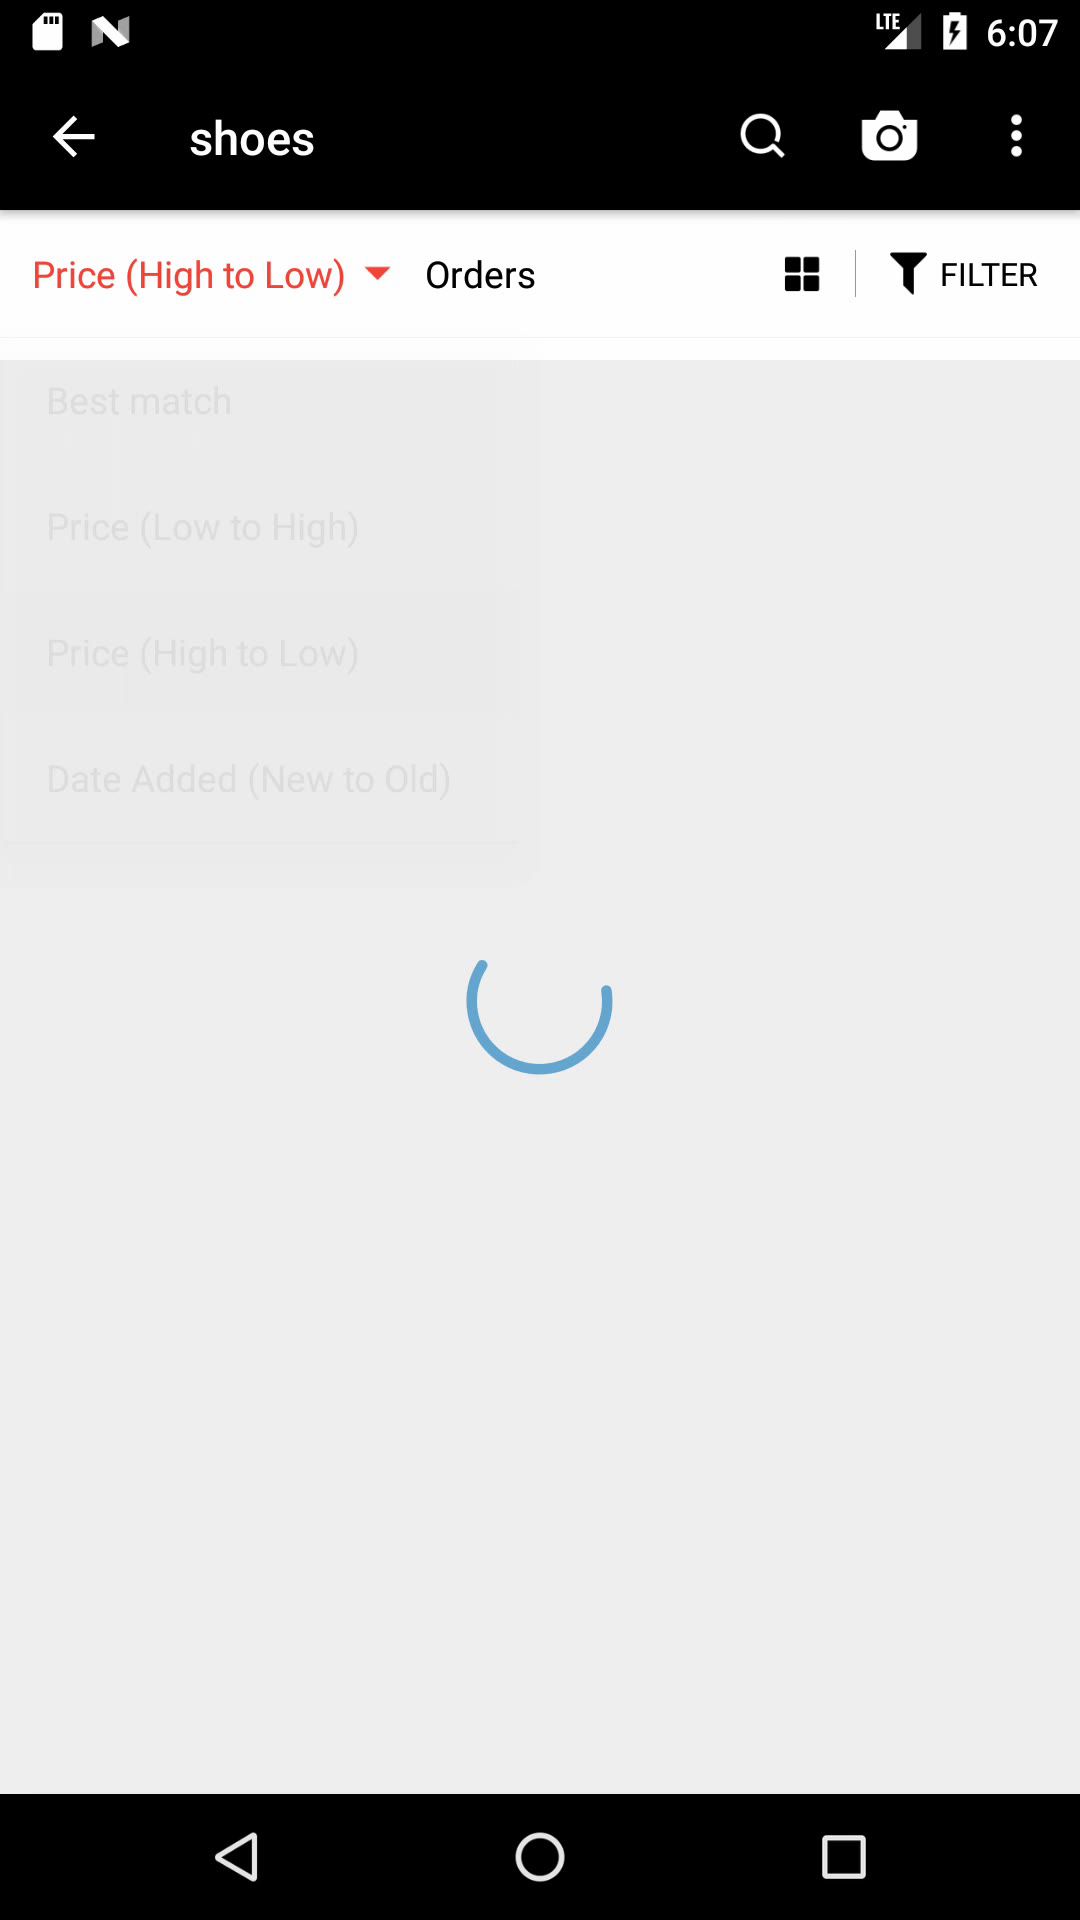 LTE 6:07
shoes
Price (High to Low) Orders FILTER
Best match
Price (Low to High)
Price (High to Low)
Date Added (New to Old)